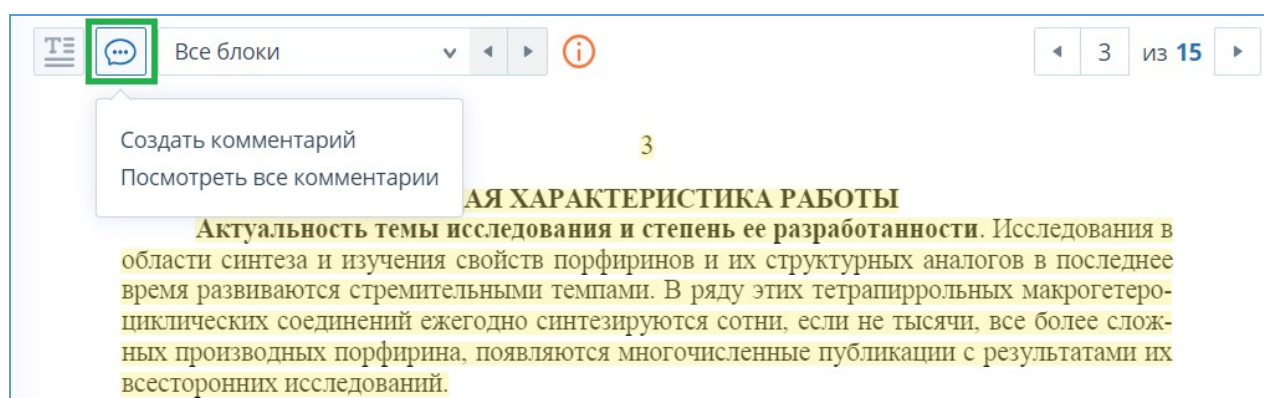 Все блоки
3 из 15
Создать комментарий
Посмотреть все комментарии
3
АЯ ХАРАКТЕРИСТИКА РАБОТЫ
Актуальность темы исследования и степень ее разработанности. Исследования в
области синтеза и изучения свойств порфиринов и их структурных аналогов в последнее
время развиваются стремительными темпами. В ряду этих тетрапиррольных макрогетеро-
циклических соединений ежегодно синтезируются сотни, если не тысячи, все более слож-
ных производных порфирина, появляются многочисленные публикации с результатами их
всесторонних исследований.